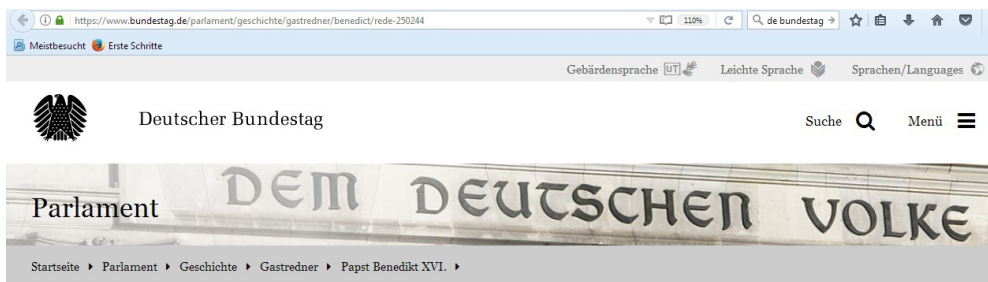 https://www.bundestag.de/parlament/geschichte/gastredner/benedict/rede-250244 110% de bundestag
Meistbesucht Erste Schritte
Gebärdensprache UT Leichte Sprache Sprachen/Languages
Deutscher Bundestag Suche Menü
DEM DEUTSCHEN VOLKE
Parlament
Startseite Parlament Geschichte Gastredner Papst Benedikt XVI.